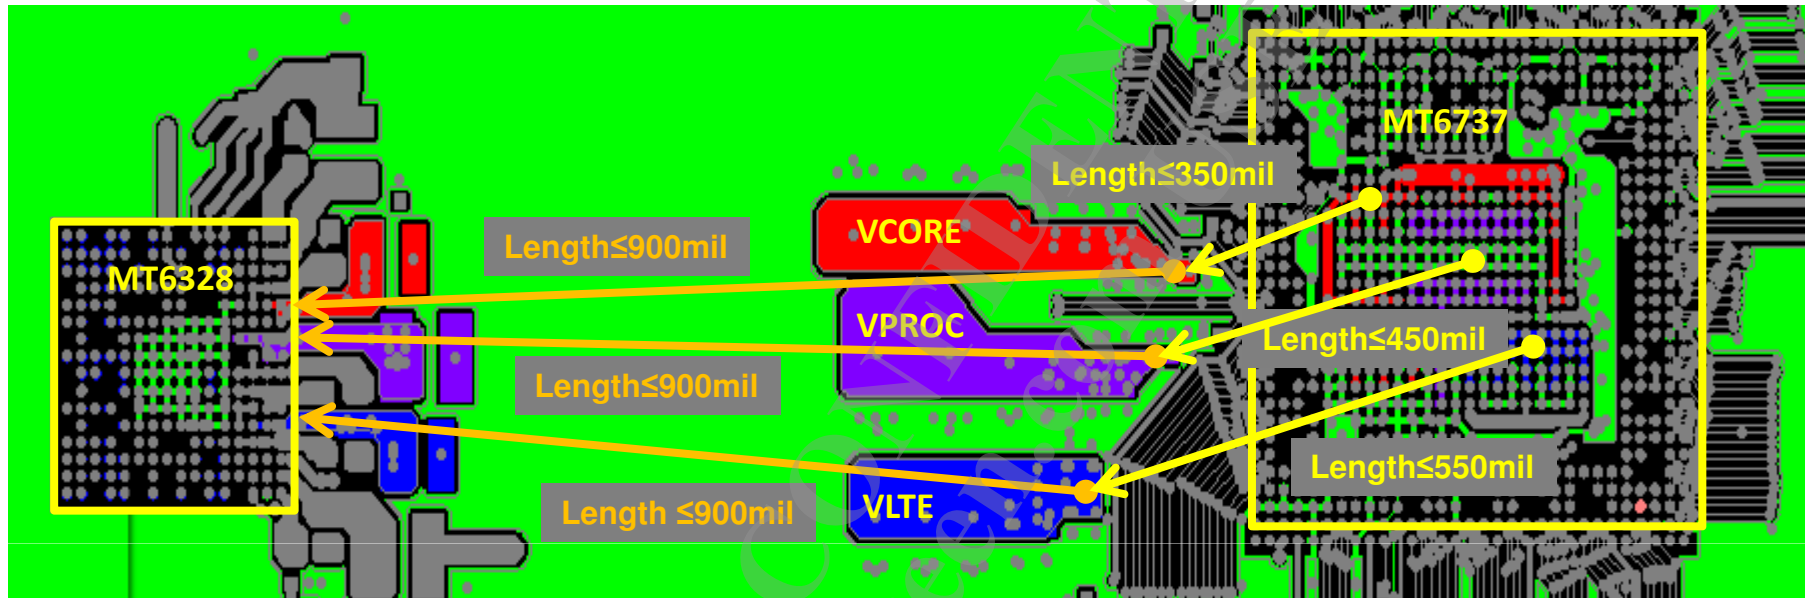 MT6737
Length≤350mil
VCORE
Length≤900mil
MT6328
VPROC
Length≤450mil
Length≤900mil
Length≤550mil
VLTE
Length ≤900mil